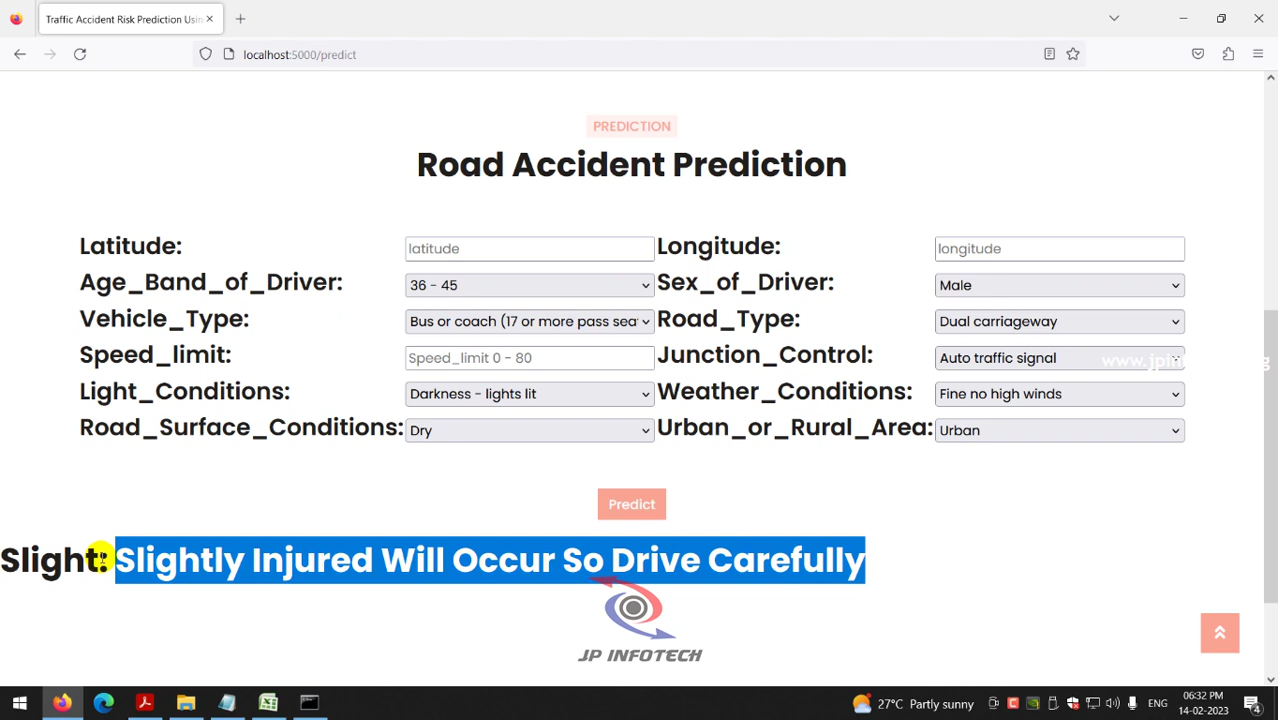 Traffic Accident Risk Prediction Usin
localhost:5000/predict
PREDICTION
Road Accident Prediction
Latitude: latitude Longitude: longitude
Age_Band_of_Driver: 36 - 45 Sex_of_Driver: Male
Vehicle_Type: Bus or coach (17 or more pass sea Road_Type: Dual carriageway
Speed_limit: Speed_limit 0 - 80 Junction_Control: Auto traffic signal
www.jpin
Light_Conditions: Darkness - lights lit Weather_Conditions: Fine no high winds
Road_Surface_Conditions: Dry Urban_or_Rural_Area: Urban
Predict
Slight: Slightly Injured Will Occur So Drive Carefully
JP INFOTECH
27°C Partly sunny ENG 06:32 PM
14-02-2023 4